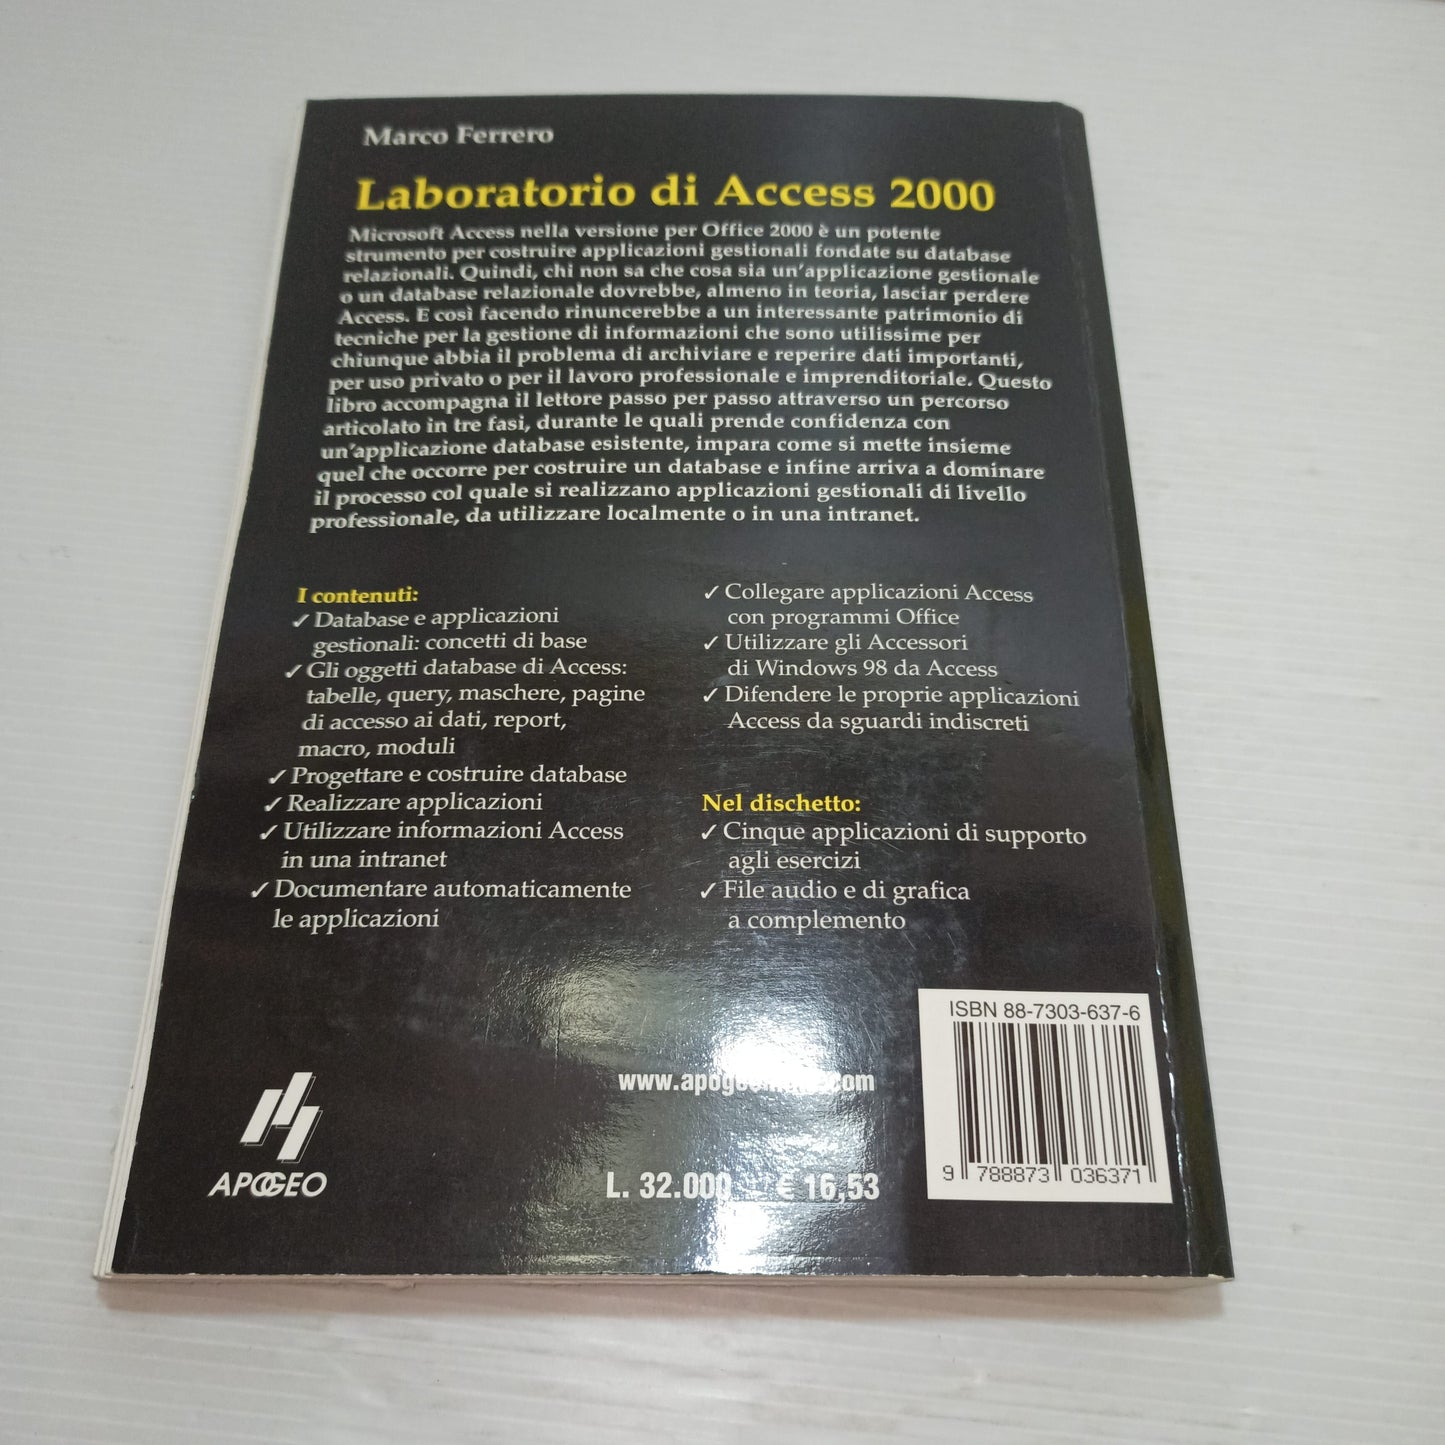 Marco Ferrero
Laboratorio di Access 2000
Microsoft Access nella versione per Office 2000 è un potente
strumento per costruire applicazioni gestionali fondate su database
relazionali. Quindi, chi non sa che cosa sia un'applicazione gestionale
o un database relazionale dovrebbe, almeno in teoria, lasciar perdere
Access. E così facendo rinuncerebbe a un interessante patrimonio di
tecniche per la gestione di informazioni che sono utilissime per
chiunque abbia il problema di archiviare e reperire dati importanti,
per uso privato o per il lavoro professionale e imprenditoriale. Questo
libro accompagna il lettore passo per passo attraverso un percorso
articolato in tre fasi, durante le quali prende confidenza con
un'applicazione database esistente, impara come si mette insieme
quel che occorre per costruire un database e infine arriva a dominare
il processo col quale si realizzano applicazioni gestionali di livello
professionale, da utilizzare localmente o in una intranet.
I contenuti:
✓ Database e applicazioni
gestionali: concetti di base
✓ Gli oggetti database di Access:
tabelle, query, maschere, pagine
di accesso ai dati, report,
macro, moduli
✓ Progettare e costruire database
✓ Realizzare applicazioni
✓ Utilizzare informazioni Access
in una intranet
✓ Documentare automaticamente
le applicazioni
✓ Collegare applicazioni Access
con programmi Office
✓ Utilizzare gli Accessori
di Windows 98 da Access
✓ Difendere le proprie applicazioni
Access da sguardi indiscreti
Nel dischetto:
✓ Cinque applicazioni di supporto
agli esercizi
✓ File audio e di grafica
a complemento
ISBN 88-7303-637-6
9 788873 036371
APOGEO
L. 32.000 € 16,53